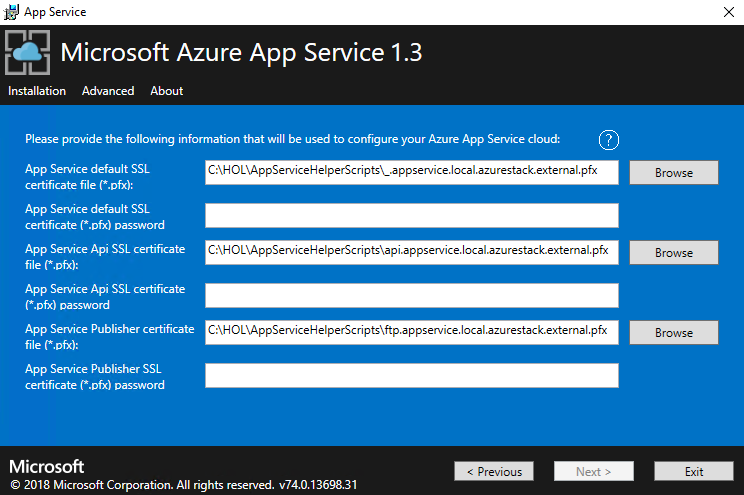 App Service
Microsoft Azure App Service 1.3
Installation Advanced About
Please provide the following information that will be used to configure your Azure App Service cloud: ?
App Service default SSL
certificate file (*.pfx):
C:\HOL\AppServiceHelperScripts\_.appservice.local.azurestack.external.pfx
Browse
App Service default SSL
certificate (*.pfx) password
App Service Api SSL certificate
file (*.pfx):
C:\HOL\AppServiceHelperScripts\api.appservice.local.azurestack.external.pfx
Browse
App Service Api SSL certificate
(*.pfx) password
App Service Publisher certificate
file (*.pfx):
C:\HOL\AppServiceHelperScripts\ftp.appservice.local.azurestack.external.pfx
Browse
App Service Publisher SSL
certificate (*.pfx) password
Microsoft
© 2018 Microsoft Corporation. All rights reserved. v74.0.13698.31
< Previous
Next >
Exit